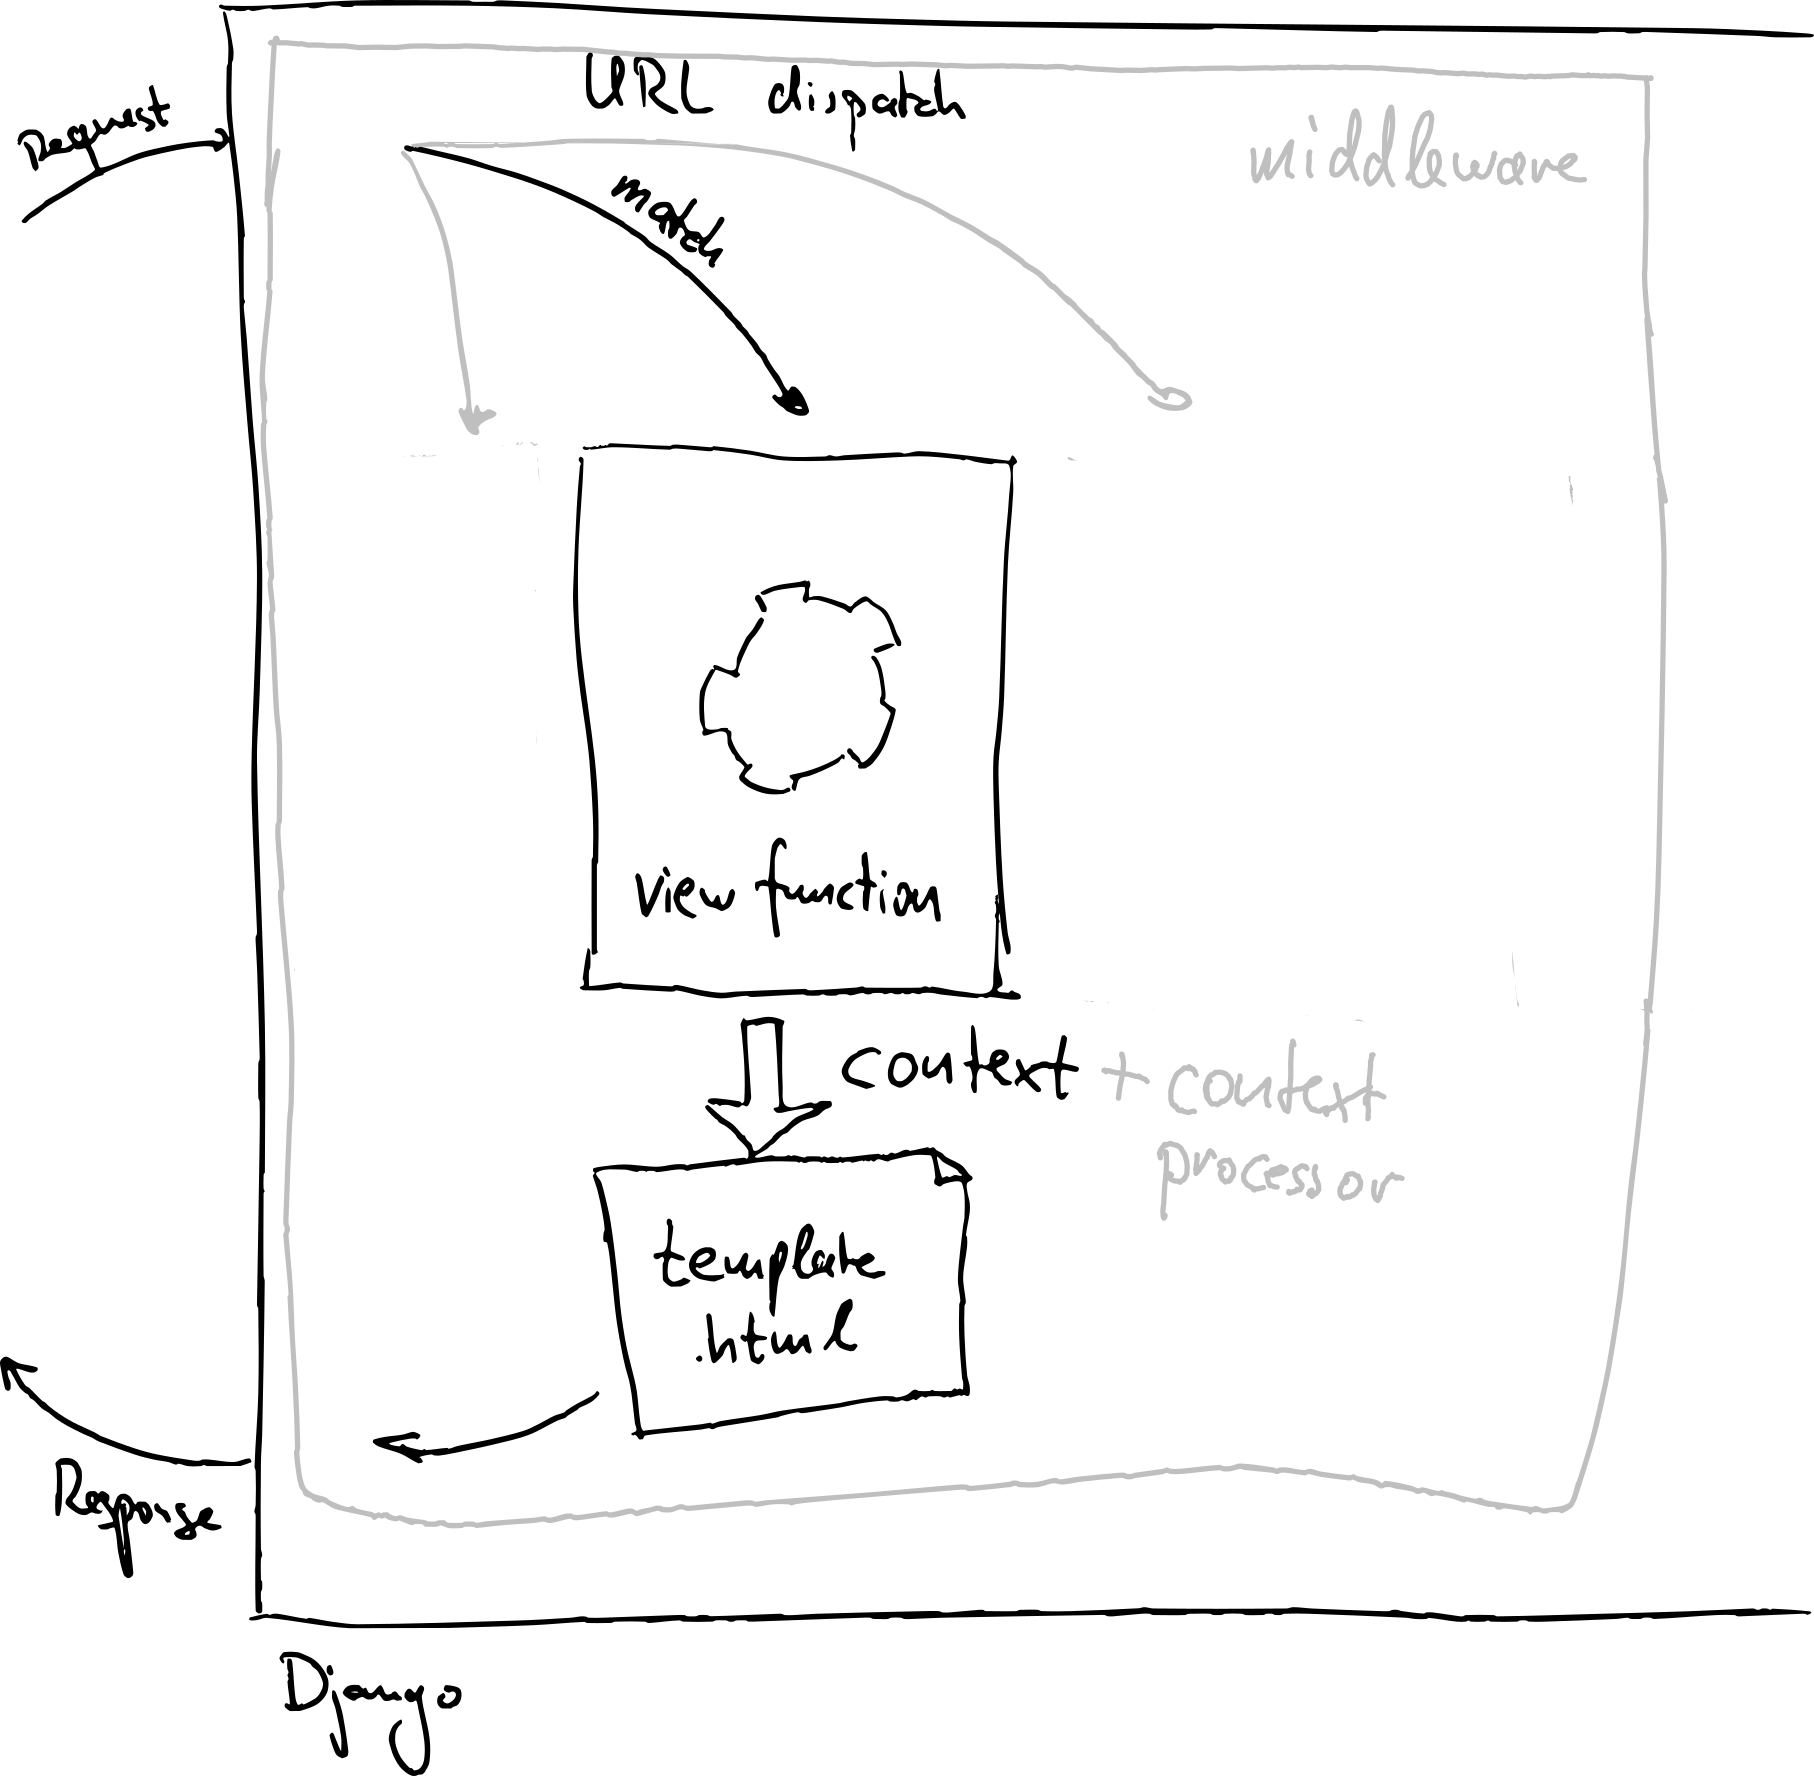 URL dispatch
Request
middleware
match
view function
context + context
processor
template
.html
Response
Django